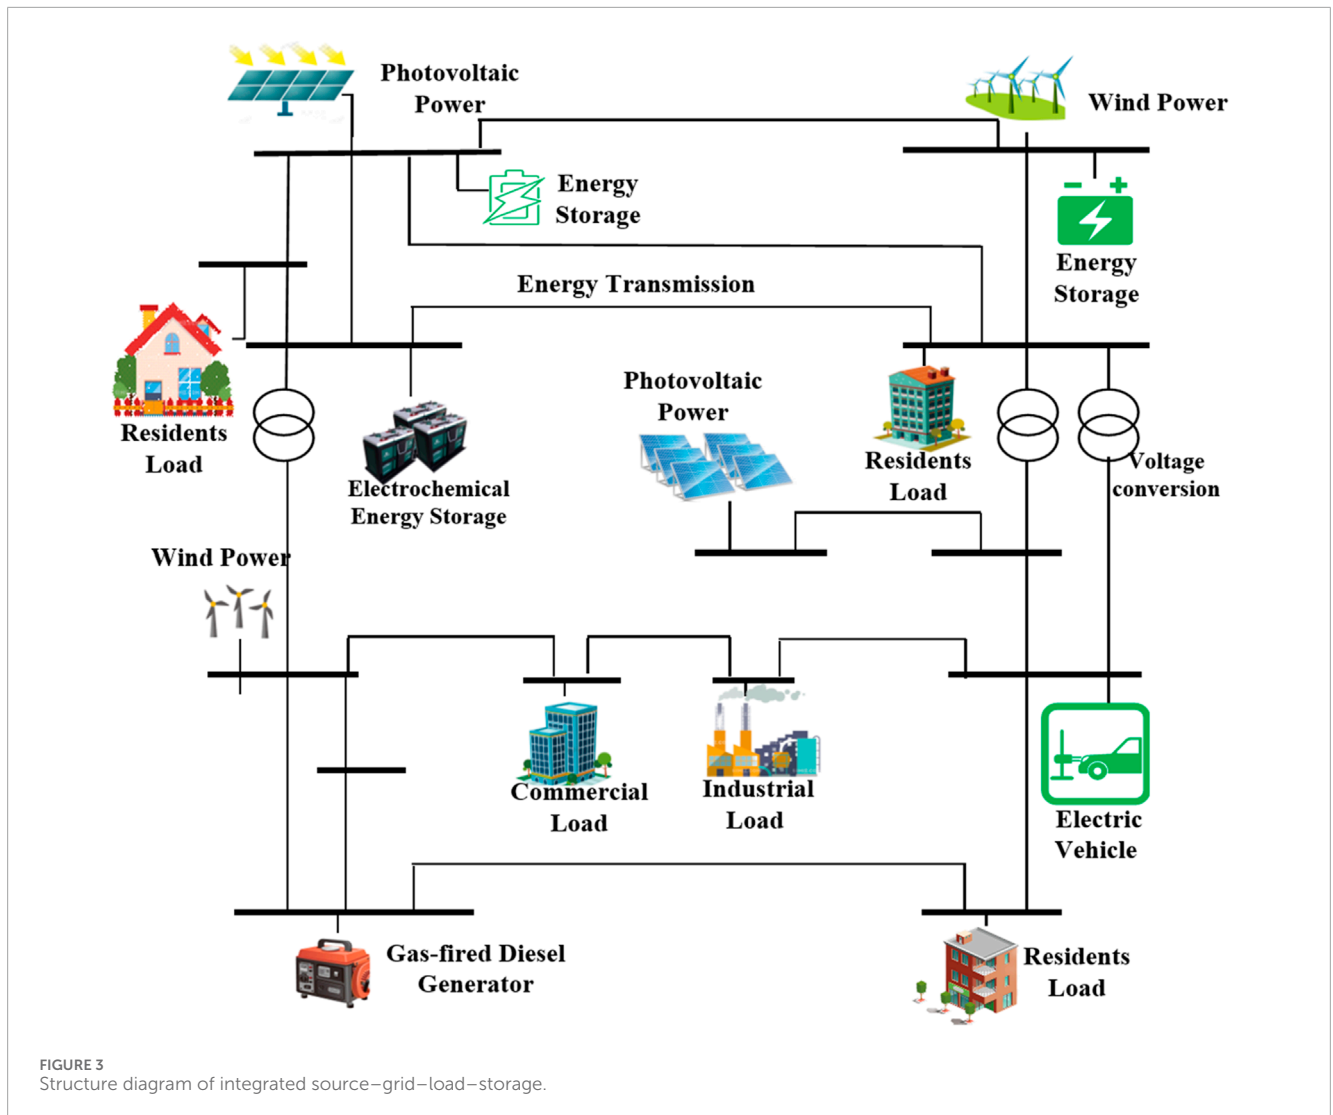 Photovoltaic
Power
Wind Power
Energy
Storage
Energy
Storage
Energy Transmission
Photovoltaic
Power
Residents
Load
Residents
Load
Voltage
conversion
Electrochemical
Energy Storage
Wind Power
Commercial
Load
Industrial
Load
Electric
Vehicle
Gas-fired Diesel
Generator
Residents
Load
FIGURE 3
Structure diagram of integrated source–grid–load–storage.